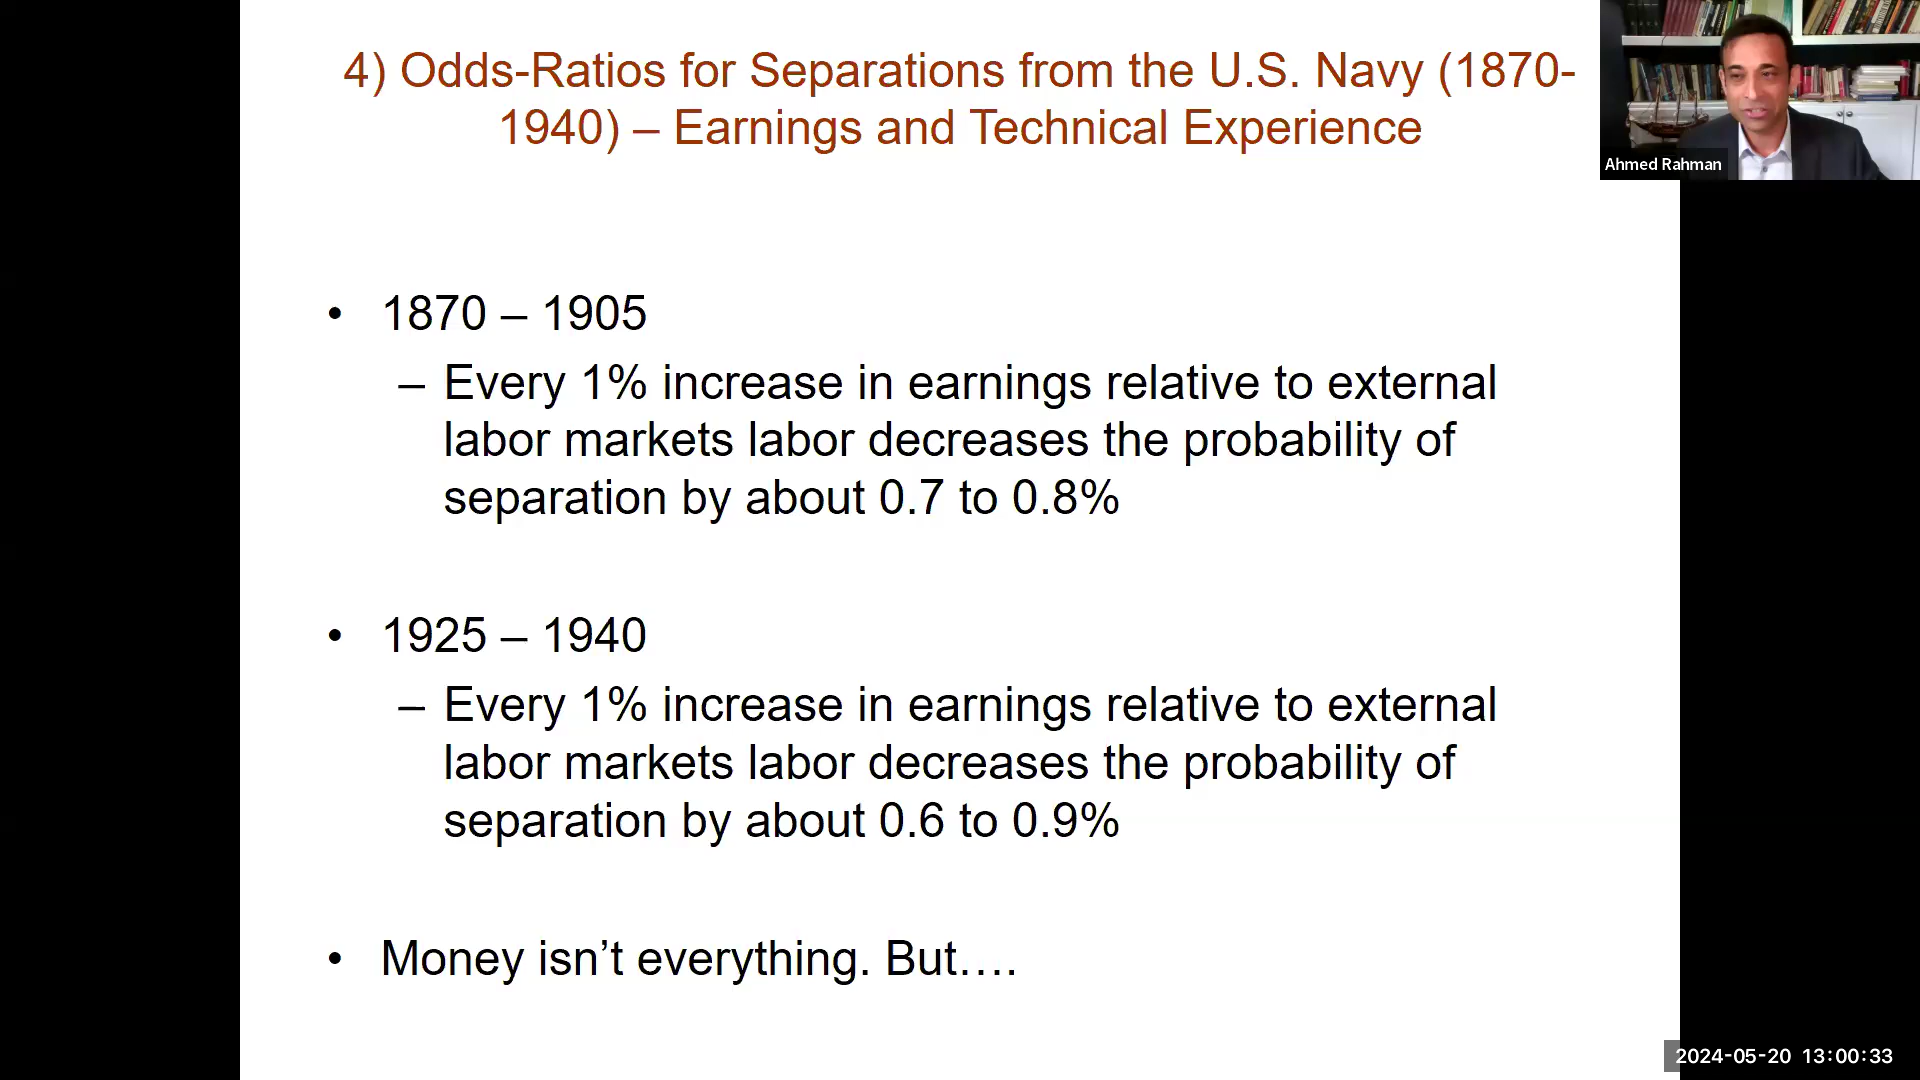 4) Odds-Ratios for Separations from the U.S. Navy (1870-
1940) – Earnings and Technical Experience
Ahmed Rahman
• 1870 – 1905
– Every 1% increase in earnings relative to external
labor markets labor decreases the probability of
separation by about 0.7 to 0.8%
• 1925 – 1940
– Every 1% increase in earnings relative to external
labor markets labor decreases the probability of
separation by about 0.6 to 0.9%
• Money isn’t everything. But….
2024-05-20 13:00:33